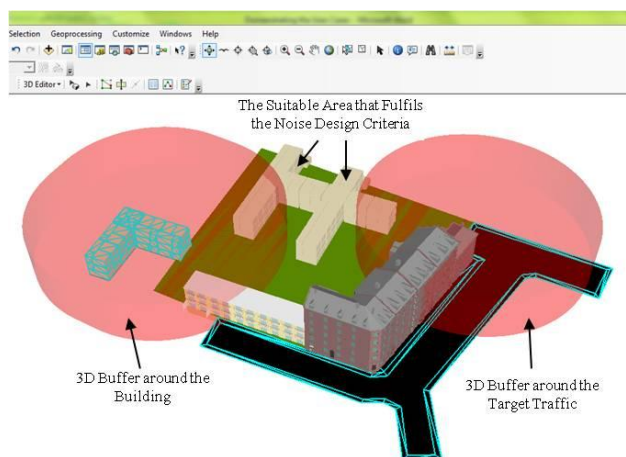 Selection Geoprocessing Customize Windows Help
3D Editor
The Suitable Area that Fulfils
the Noise Design Criteria
3D Buffer around the
Building
3D Buffer around the
Target Traffic